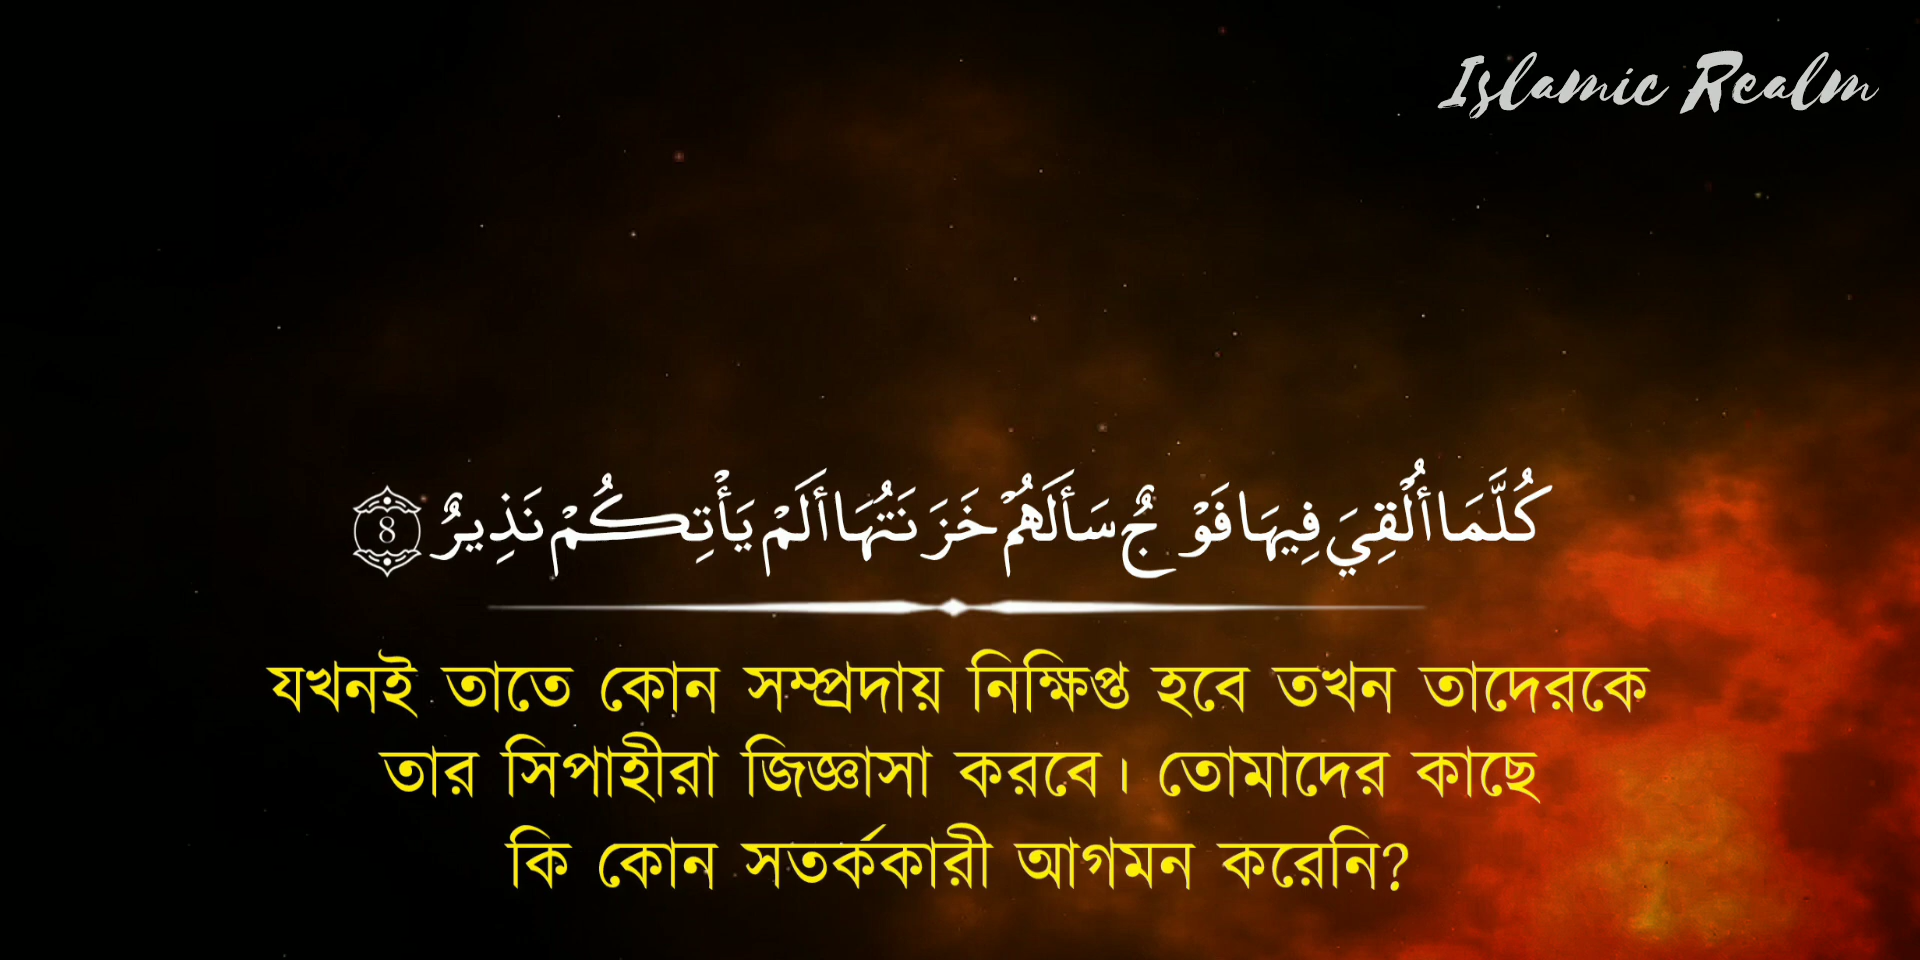 Islamic Realm
كُلَّمَا أُلْقِيَ فِيهَا فَوْجٌ سَأَلَهُمْ خَزَنَتُهَا أَلَمْ يَأْتِكُمْ نَذِيرٌ 8
যখনই তাতে কোন সম্প্রদায় নিক্ষিপ্ত হবে তখন তাদেরকে
তার সিপাহীরা জিজ্ঞাসা করবে। তোমাদের কাছে
কি কোন সতর্ককারী আগমন করেনি?